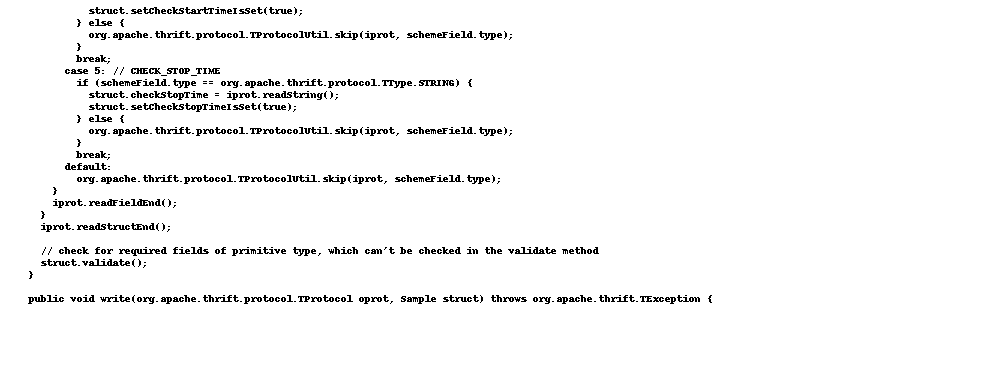 struct.setCheckStartTimeIsSet(true);
} else {
org.apache.thrift.protocol.TProtocolUtil.skip(iprot, schemeField.type);
}
break;
case 5: // CHECK_STOP_TIME
if (schemeField.type == org.apache.thrift.protocol.TType.STRING) {
struct.checkStopTime = iprot.readString();
struct.setCheckStopTimeIsSet(true);
} else {
org.apache.thrift.protocol.TProtocolUtil.skip(iprot, schemeField.type);
}
break;
default:
org.apache.thrift.protocol.TProtocolUtil.skip(iprot, schemeField.type);
}
iprot.readFieldEnd();
}
iprot.readStructEnd();
// check for required fields of primitive type, which can't be checked in the validate method
struct.validate();
}
public void write(org.apache.thrift.protocol.TProtocol oprot, Sample struct) throws org.apache.thrift.TException {